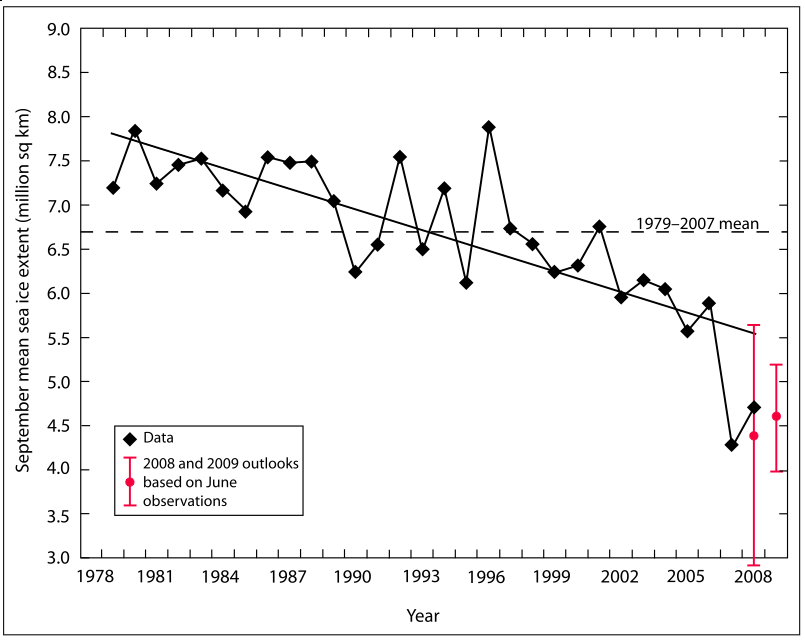 September mean sea ice extent (million sq km)
9.0
8.5
8.0
7.5
7.0
6.5
6.0
5.5
5.0
4.5
4.0
3.5
3.0
1979–2007 mean
Data
2008 and 2009 outlooks
based on June
observations
1978 1981 1984 1987 1990 1993 1996 1999 2002 2005 2008
Year